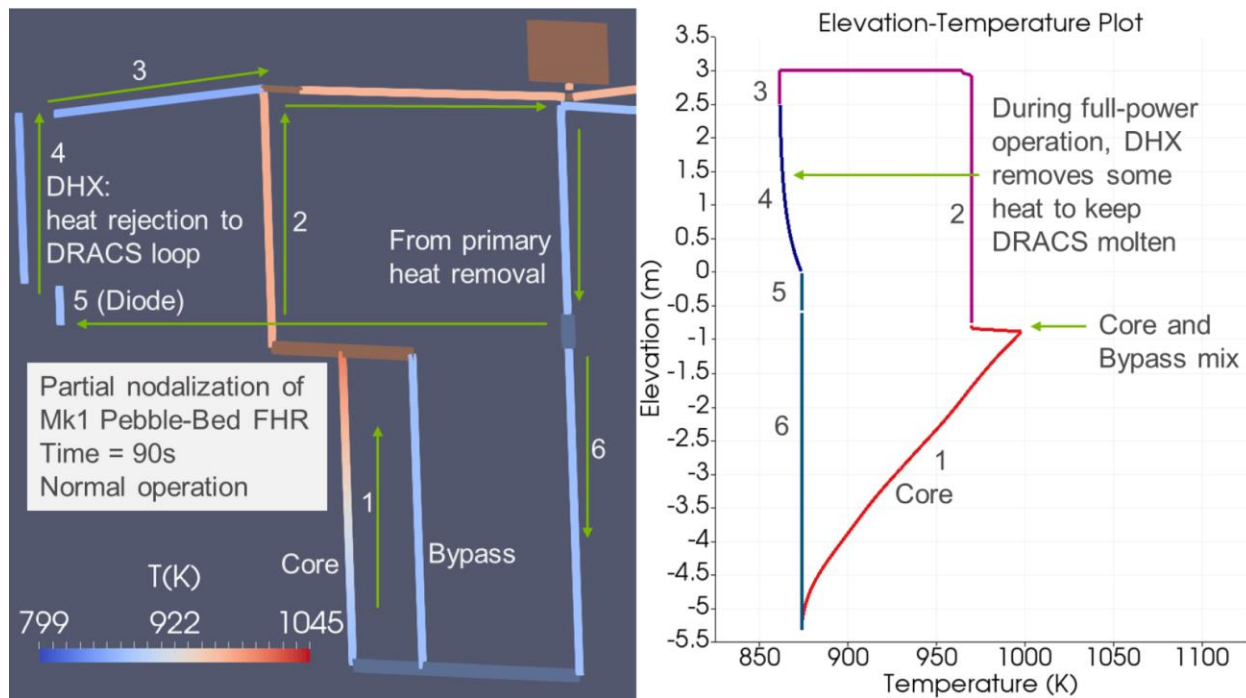 3
4
DHX:
heat rejection to
DRACS loop
2
From primary
heat removal
5 (Diode)
Partial nodalization of
Mk1 Pebble-Bed FHR
Time = 90s
Normal operation
6
1
Core
Bypass
T(K)
799 922 1045
Elevation-Temperature Plot
Elevation (m)
3.5
3
2.5
2
1.5
1
0.5
0
-0.5
-1
-1.5
-2
-2.5
-3
-3.5
-4
-4.5
-5
-5.5
3
During full-power
operation, DHX
removes some
heat to keep
DRACS molten
4
2
5
Core and
Bypass mix
6
1
Core
850 900 950 1000 1050 1100
Temperature (K)